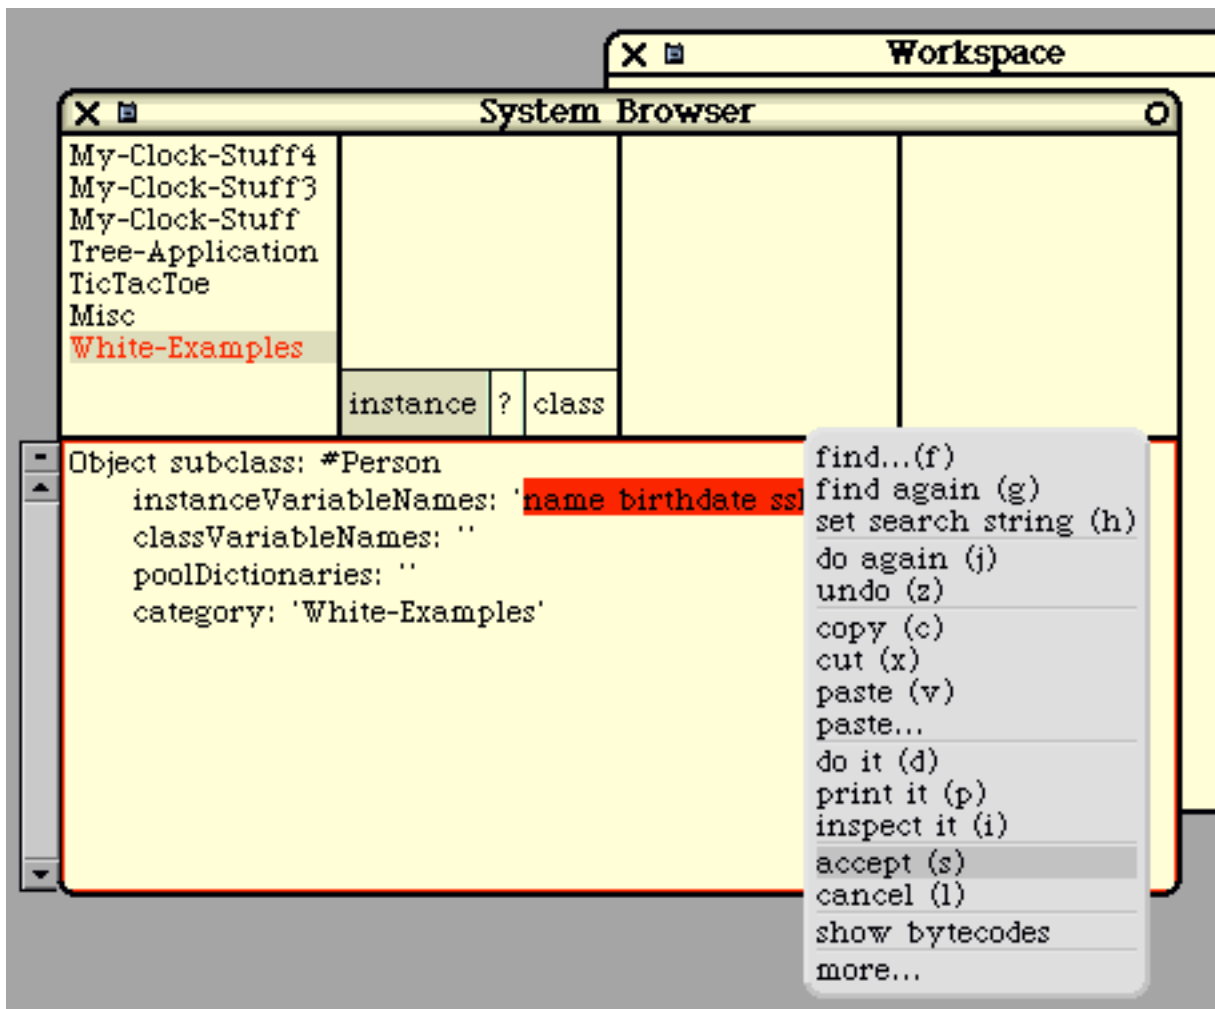 Workspace
System Browser
My-Clock-Stuff4
My-Clock-Stuff3
My-Clock-Stuff
Tree-Application
TicTacToe
Misc
White-Examples
instance ? class
Object subclass: #Person
instanceVariableNames: 'name birthdate
classVariableNames: ''
poolDictionaries: ''
category: 'White-Examples'
find...(f)
find again (g)
set search string (h)
do again (j)
undo (z)
copy (c)
cut (x)
paste (v)
paste...
do it (d)
print it (p)
inspect it (i)
accept (s)
cancel (l)
show bytecodes
more...